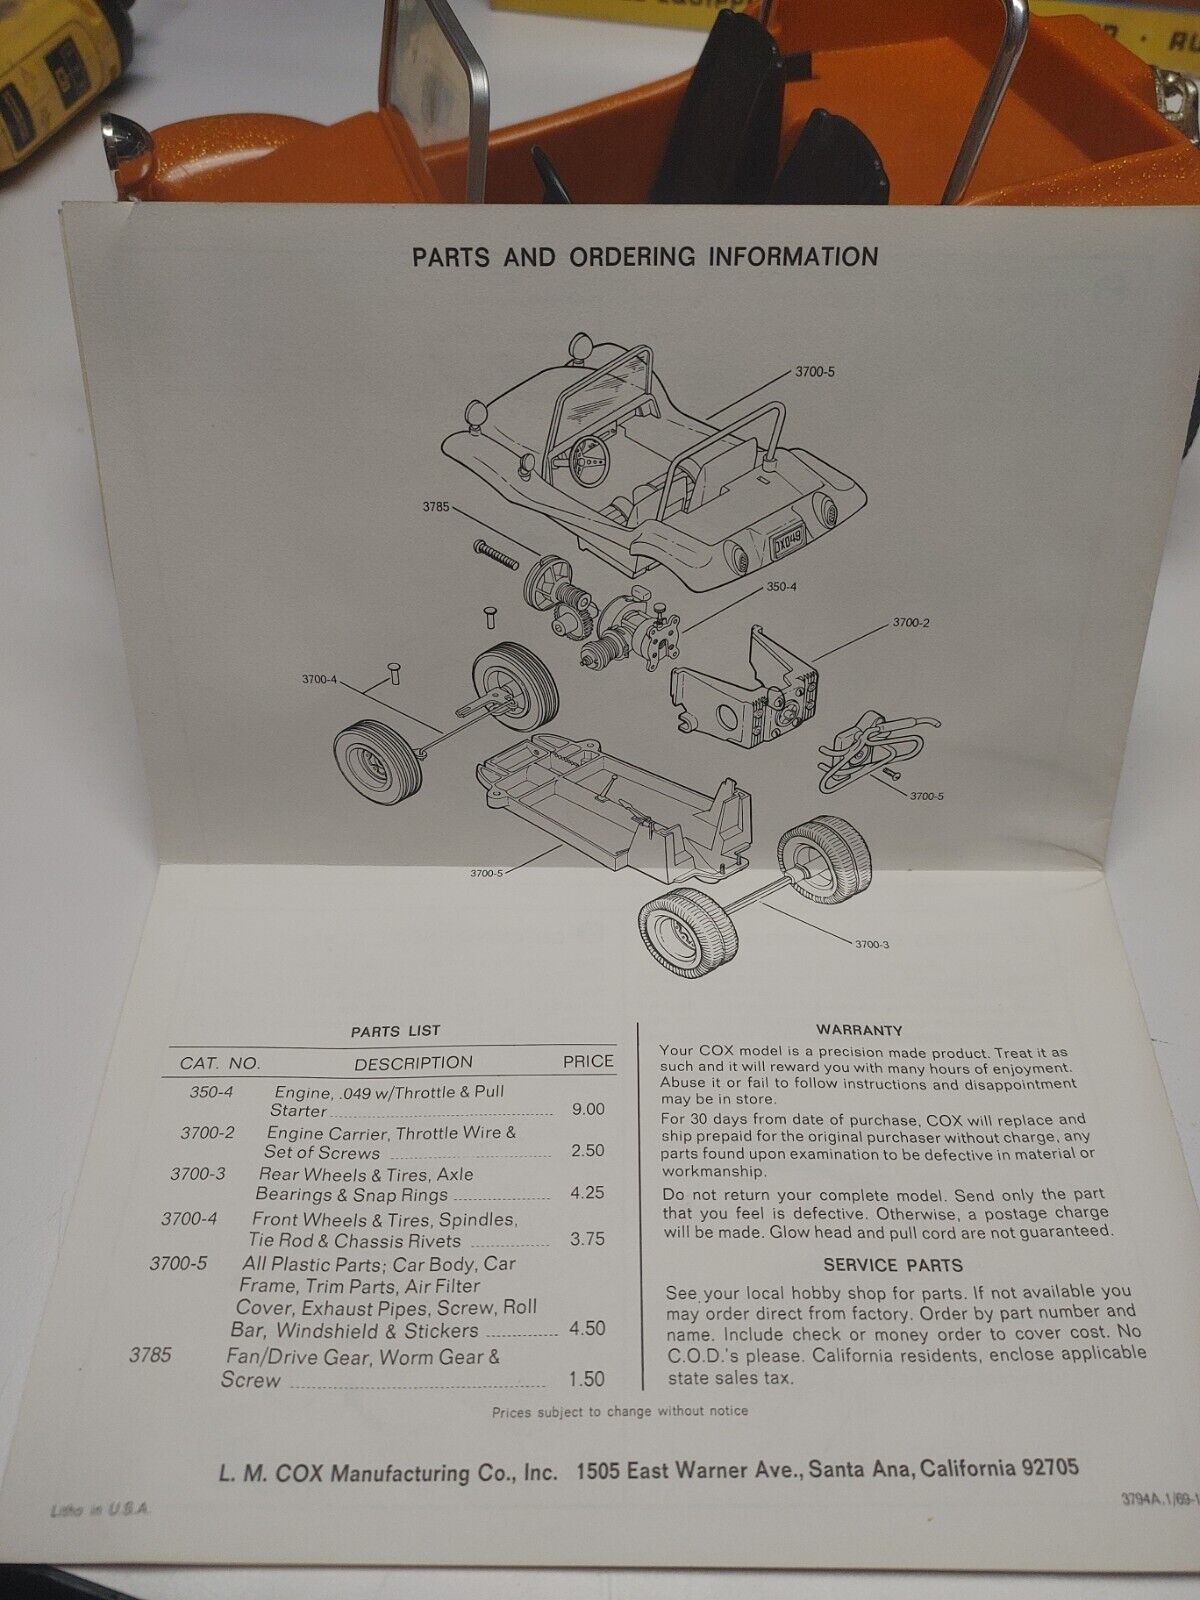 EQUIPP
PARTS AND ORDERING INFORMATION
3700-5
3785
350-4
3700-2
3700-4
3700-5
3700-5
3700-3
PARTS LIST
CAT. NO. DESCRIPTION PRICE
350-4 Engine, .049 w/Throttle & Pull
Starter 9.00
3700-2 Engine Carrier, Throttle Wire &
Set of Screws 2.50
3700-3 Rear Wheels & Tires, Axle
Bearings & Snap Rings 4.25
3700-4 Front Wheels & Tires, Spindles,
Tie Rod & Chassis Rivets 3.75
3700-5 All Plastic Parts; Car Body, Car
Frame, Trim Parts, Air Filter
Cover, Exhaust Pipes, Screw, Roll
Bar, Windshield & Stickers 4.50
3785 Fan/Drive Gear, Worm Gear &
Screw 1.50
WARRANTY
Your COX model is a precision made product. Treat it as
such and it will reward you with many hours of enjoyment.
Abuse it or fail to follow instructions and disappointment
may be in store.
For 30 days from date of purchase, COX will replace and
ship prepaid for the original purchaser without charge, any
parts found upon examination to be defective in material or
workmanship.
Do not return your complete model. Send only the part
that you feel is defective. Otherwise, a postage charge
will be made. Glow head and pull cord are not guaranteed.
SERVICE PARTS
See your local hobby shop for parts. If not available you
may order direct from factory. Order by part number and
name. Include check or money order to cover cost. No
C.O.D.'s please. California residents, enclose applicable
state sales tax.
Prices subject to change without notice
L. M. COX Manufacturing Co., Inc. 1505 East Warner Ave., Santa Ana, California 92705
Litho in U.S.A.
3794A.1/69-1